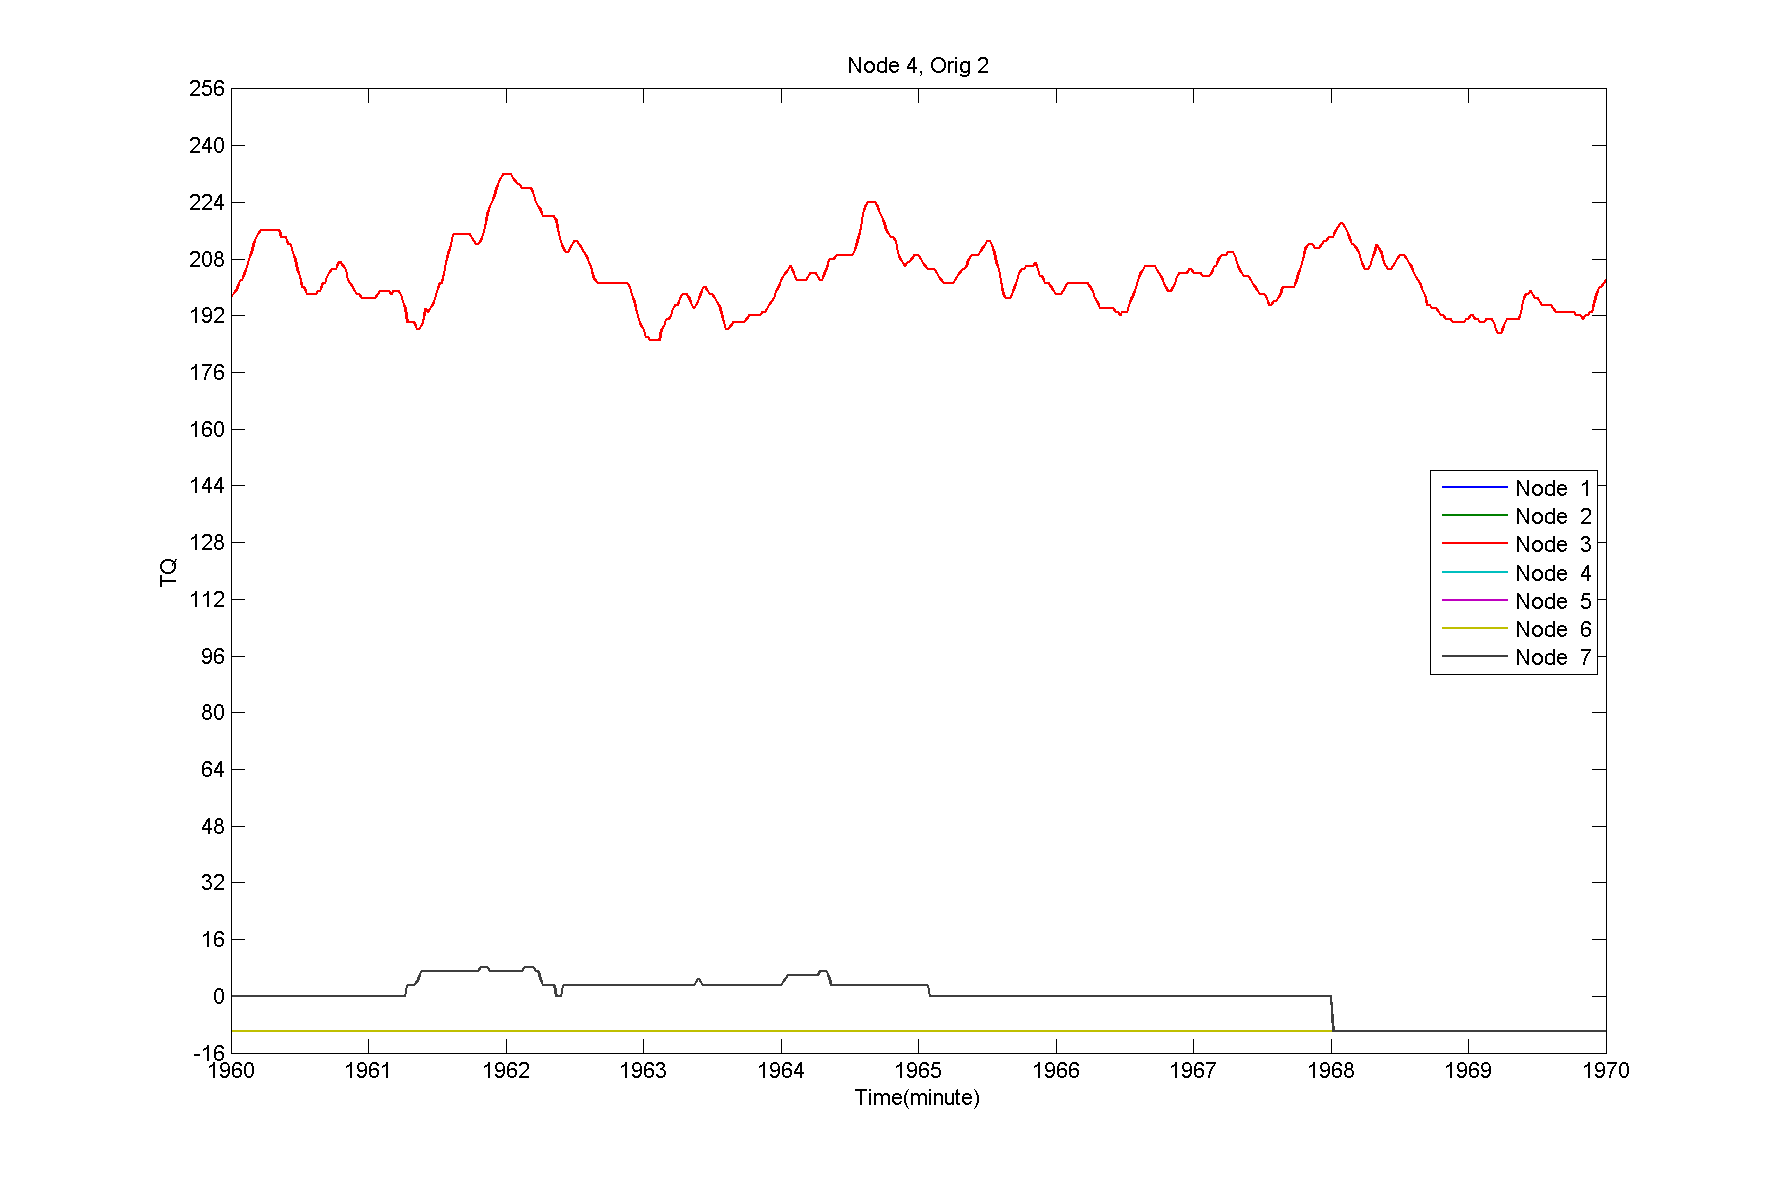 Node 4, Orig 2
256
240
224
208
192
176
160
144
128
112
96
80
64
48
32
16
0
-16
TQ
Node 1
Node 2
Node 3
Node 4
Node 5
Node 6
Node 7
1960 1961 1962 1963 1964 1965 1966 1967 1968 1969 1970
Time(minute)